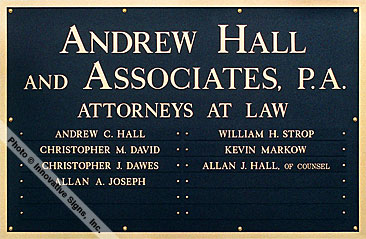 ANDREW HALL
AND ASSOCIATES, P.A.
ATTORNEYS AT LAW
ANDREW C. HALL
CHRISTOPHER M. DAVID
CHRISTOPHER J. DAWES
ALLAN A. JOSEPH
WILLIAM H. STROP
KEVIN MARKOW
ALLAN J. HALL, OF COUNSEL
Photo © Innovative Signs, Inc.